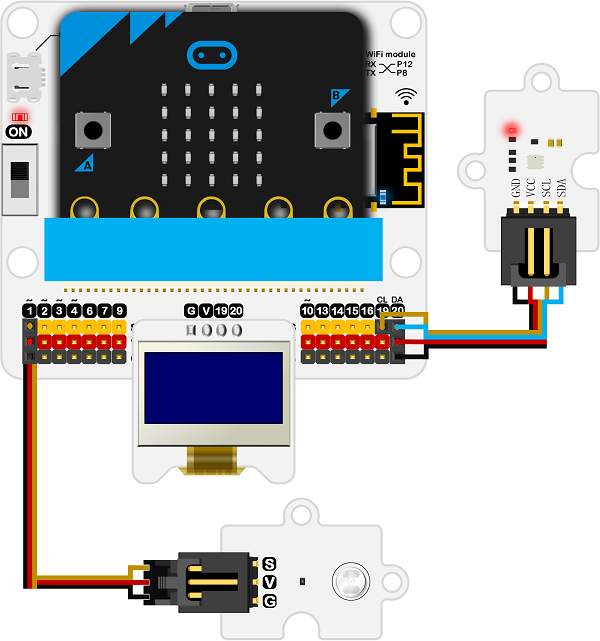 WiFi module
RX P12
TX P8
B
ON
A
GND VCC SCL SDA
CL DA
~ ~ ~ ~
1 2 3 4 6 7 9
G V 19 20
~
10 13 14 15 16 19 20
S
V
G